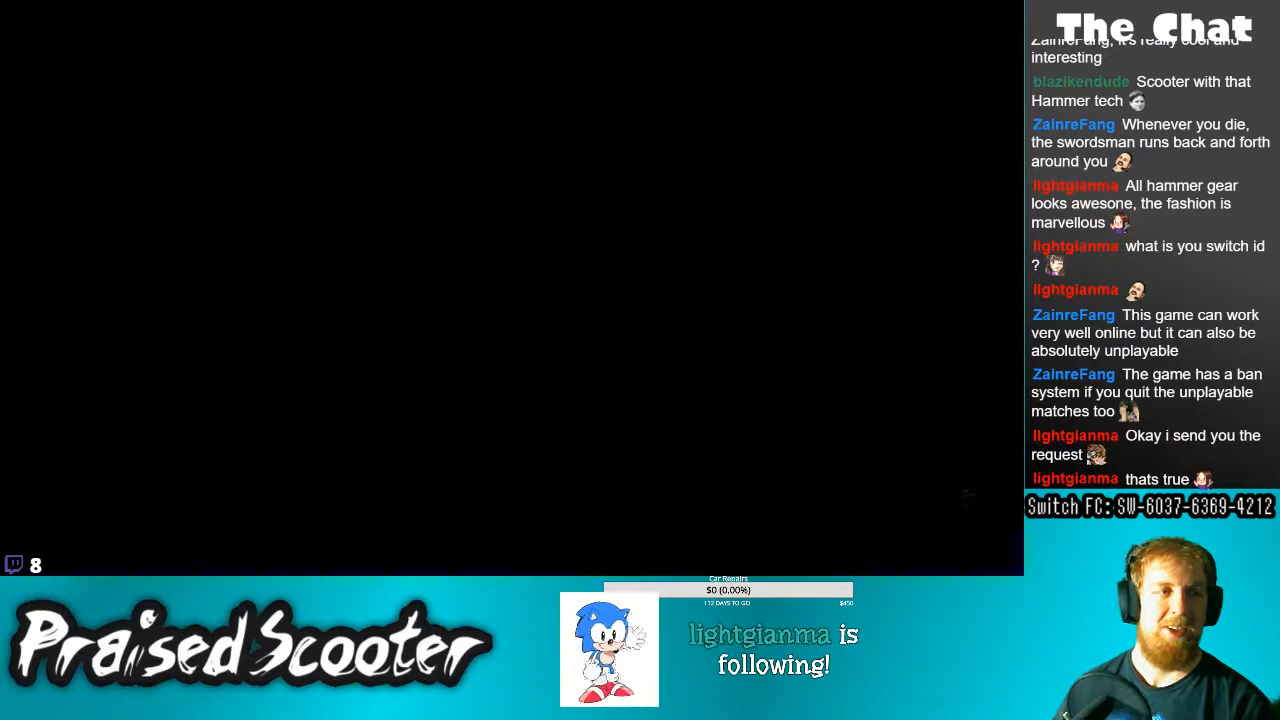 The Chat
ZainreFang, it's really cool and
interesting
blazikendude Scooter with that
Hammer tech
ZainreFang Whenever you die,
the swordsman runs back and forth
around you
lightgianma All hammer gear
looks awesone, the fashion is
marvellous
lightgianma what is you switch id
?
lightgianma
ZainreFang This game can work
very well online but it can also be
absolutely unplayable
ZainreFang The game has a ban
system if you quit the unplayable
matches too
lightgianma Okay i send you the
request
lightgianma thats true
Switch FC: SW-6037-6369-4212
8
Car Repairs
$0 (0.00%)
112 DAYS TO GO $450
PraisedScooter
lightgianma is
following!